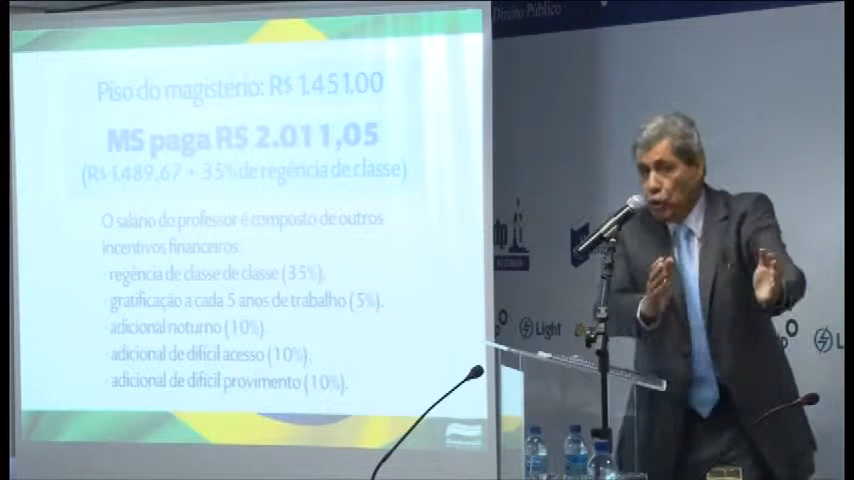 Direito Público
Piso do magistério: R$ 1.451,00
MS paga R$ 2.011,05
(R$ 1.489,67 + 35% de regência de classe)
O salário do professor é composto de outros
incentivos financeiros:
· regência de classe de classe (35%).
· gratificação a cada 5 anos de trabalho (5%).
· adicional noturno (10%).
· adicional de difícil acesso (10%).
· adicional de difícil provimento (10%).
Light